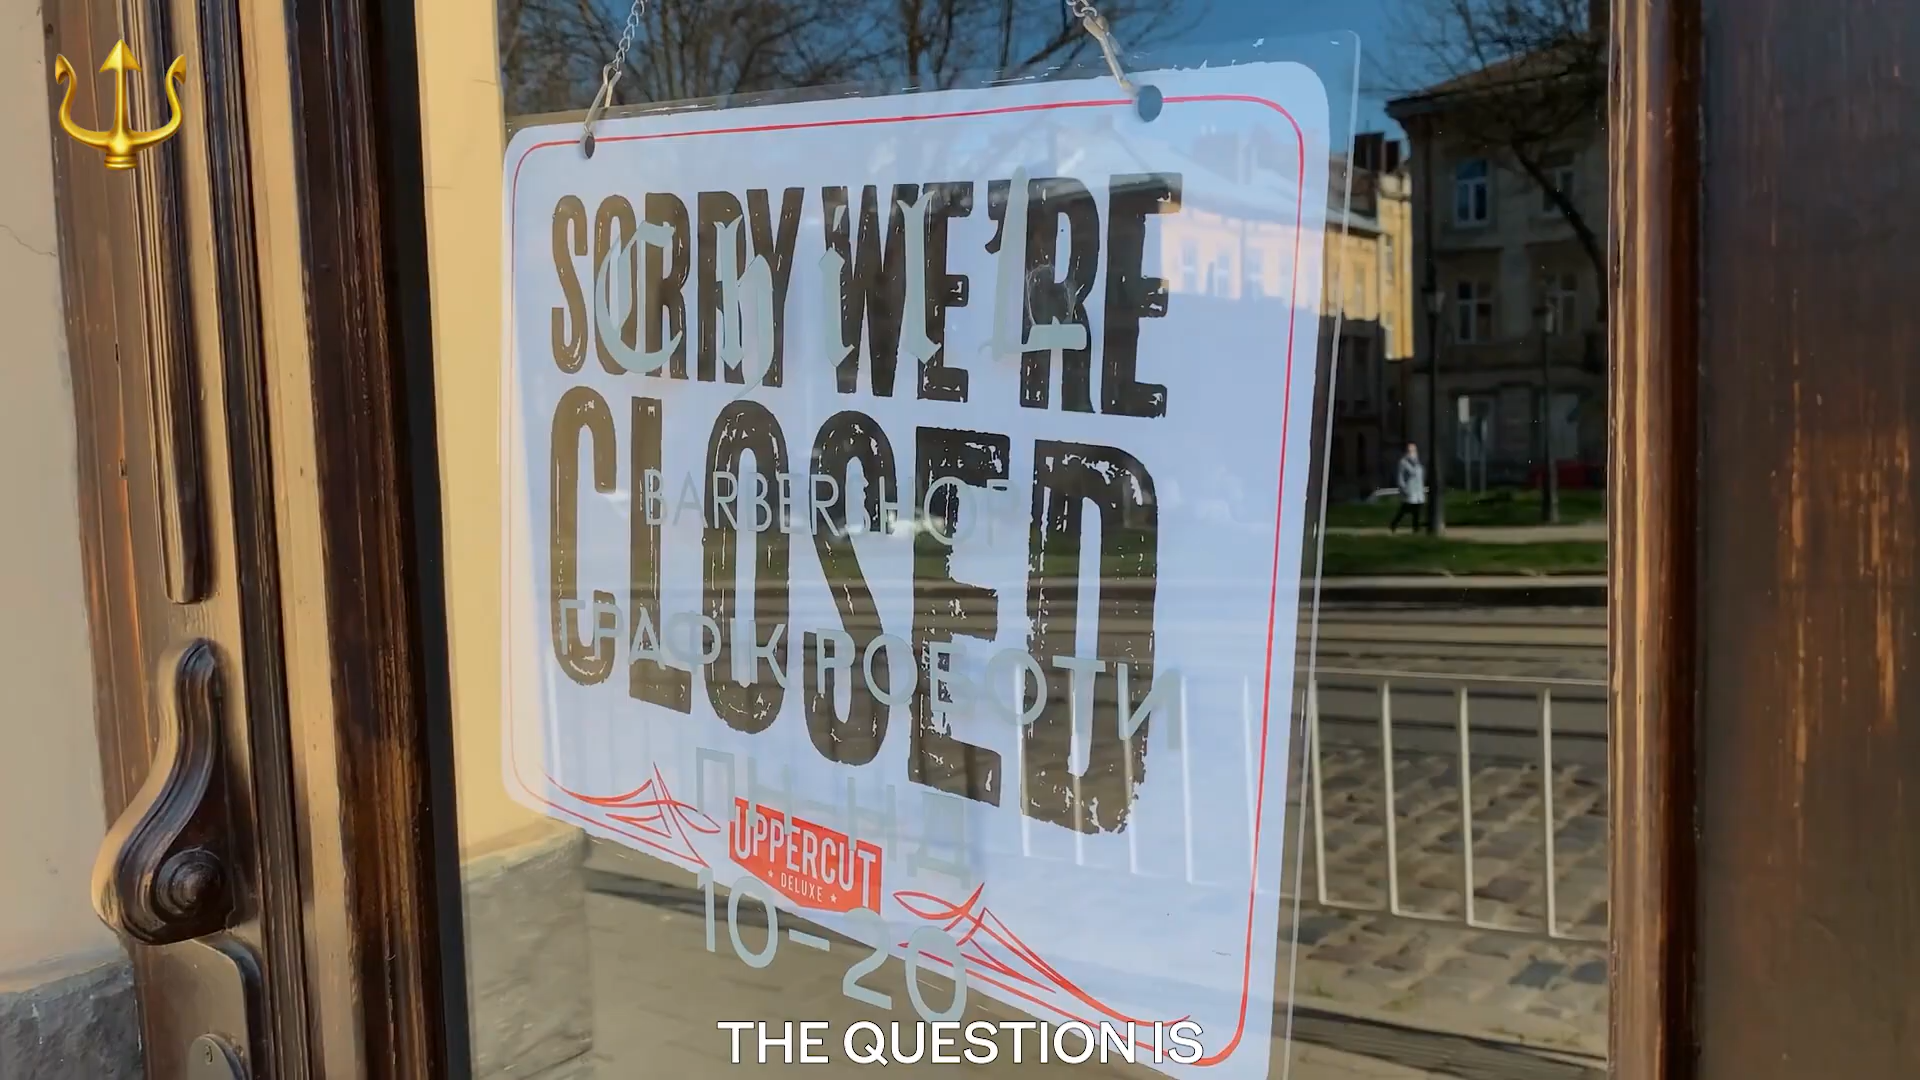 SORRY WE'RE
CLOSED
Chill
BARBERSHOP
ГРАФІК РОБОТИ
ПН-НД
10-20
UPPERCUT
DELUXE
THE QUESTION IS